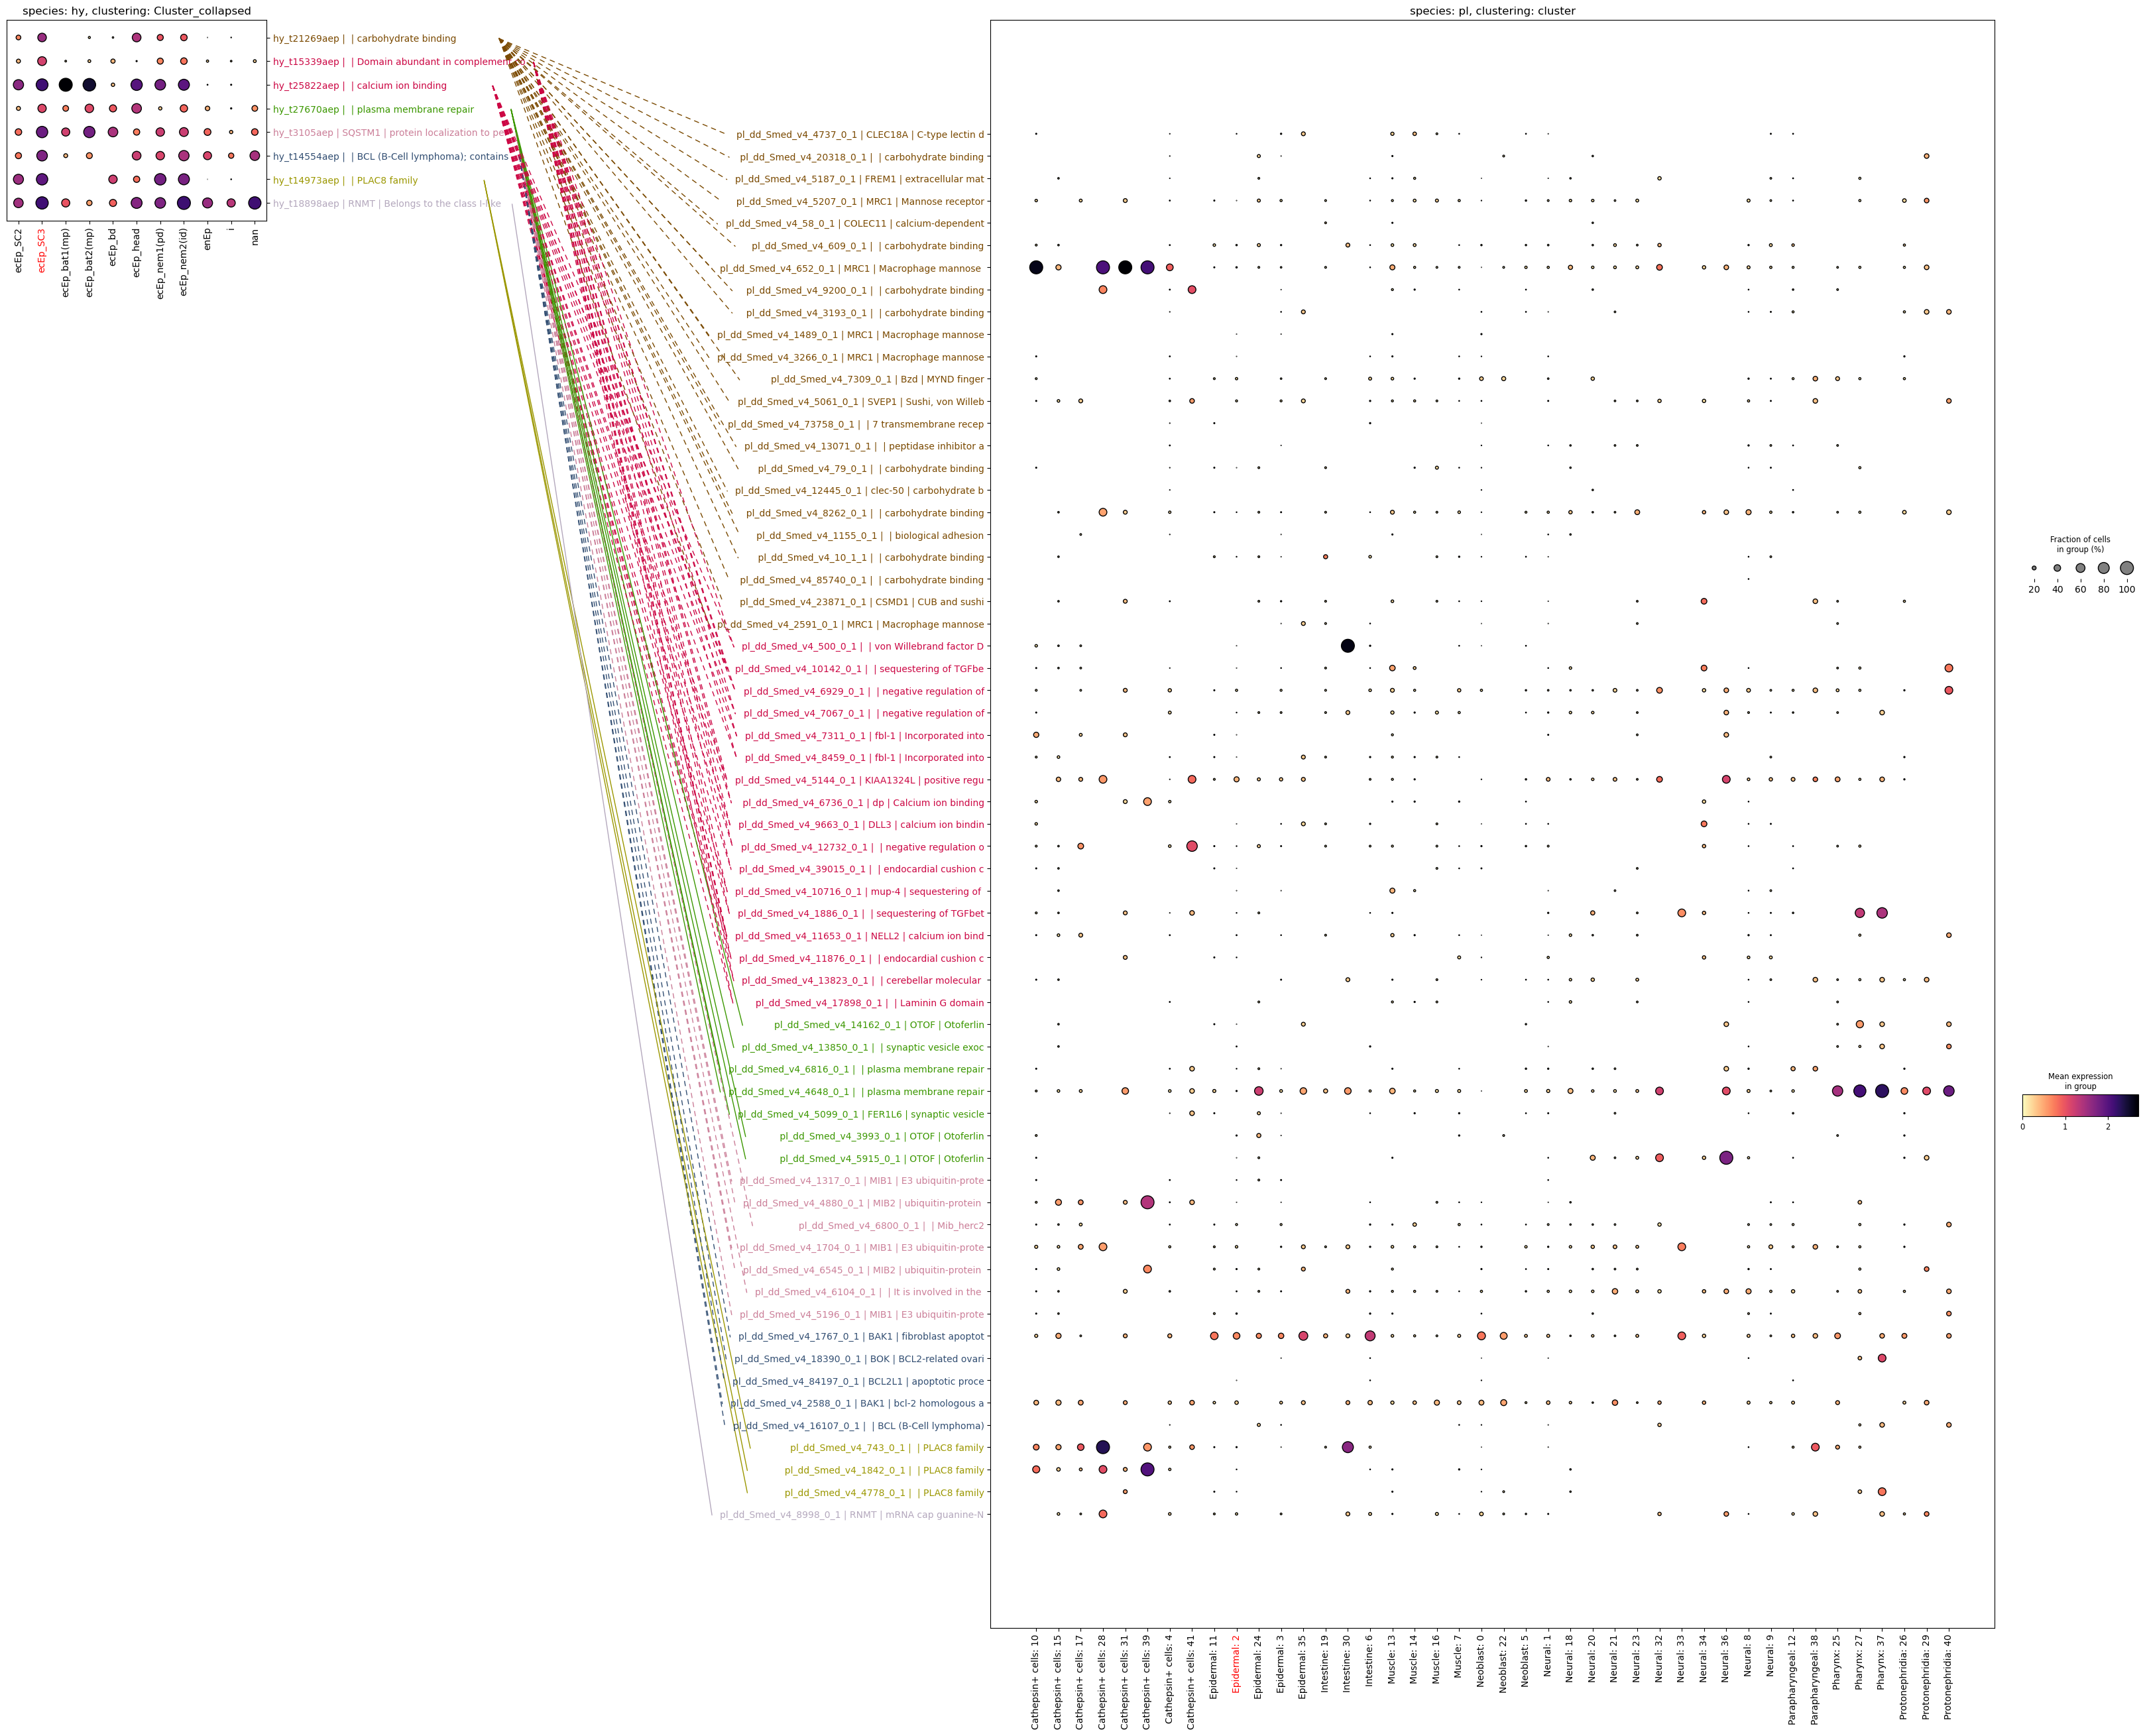 species: hy, clustering: Cluster_collapsed
hy_t21269aep | | carbohydrate binding
hy_t15339aep | | Domain abundant in complement
hy_t25822aep | | calcium ion binding
hy_t27670aep | | plasma membrane repair
hy_t3105aep | SQSTM1 | protein localization to pe
hy_t14554aep | | BCL (B-Cell lymphoma); contains
hy_t14973aep | | PLAC8 family
hy_t18898aep | RNMT | Belongs to the class I-like
ecEp_SC2
ecEp_SC3
ecEp_bat1(mp)
ecEp_bat2(mp)
ecEp_bd
ecEp_head
ecEp_nem1(pd)
ecEp_nem2(id)
enEp
i
nan
species: pl, clustering: cluster
pl_dd_Smed_v4_4737_0_1 | CLEC18A | C-type lectin d
pl_dd_Smed_v4_20318_0_1 | | carbohydrate binding
pl_dd_Smed_v4_5187_0_1 | FREM1 | extracellular mat
pl_dd_Smed_v4_5207_0_1 | MRC1 | Mannose receptor
pl_dd_Smed_v4_58_0_1 | COLEC11 | calcium-dependent
pl_dd_Smed_v4_609_0_1 | | carbohydrate binding
pl_dd_Smed_v4_652_0_1 | MRC1 | Macrophage mannose
pl_dd_Smed_v4_9200_0_1 | | carbohydrate binding
pl_dd_Smed_v4_3193_0_1 | | carbohydrate binding
pl_dd_Smed_v4_1489_0_1 | MRC1 | Macrophage mannose
pl_dd_Smed_v4_3266_0_1 | MRC1 | Macrophage mannose
pl_dd_Smed_v4_7309_0_1 | Bzd | MYND finger
pl_dd_Smed_v4_5061_0_1 | SVEP1 | Sushi, von Willeb
pl_dd_Smed_v4_73758_0_1 | | 7 transmembrane recep
pl_dd_Smed_v4_13071_0_1 | | peptidase inhibitor a
pl_dd_Smed_v4_79_0_1 | | carbohydrate binding
pl_dd_Smed_v4_12445_0_1 | clec-50 | carbohydrate b
pl_dd_Smed_v4_8262_0_1 | | carbohydrate binding
pl_dd_Smed_v4_1155_0_1 | | biological adhesion
pl_dd_Smed_v4_10_1_1 | | carbohydrate binding
pl_dd_Smed_v4_85740_0_1 | | carbohydrate binding
pl_dd_Smed_v4_23871_0_1 | CSMD1 | CUB and sushi
pl_dd_Smed_v4_2591_0_1 | MRC1 | Macrophage mannose
pl_dd_Smed_v4_500_0_1 | | von Willebrand factor D
pl_dd_Smed_v4_10142_0_1 | | sequestering of TGFbe
pl_dd_Smed_v4_6929_0_1 | | negative regulation of
pl_dd_Smed_v4_7067_0_1 | | negative regulation of
pl_dd_Smed_v4_7311_0_1 | fbl-1 | Incorporated into
pl_dd_Smed_v4_8459_0_1 | fbl-1 | Incorporated into
pl_dd_Smed_v4_5144_0_1 | KIAA1324L | positive regu
pl_dd_Smed_v4_6736_0_1 | dp | Calcium ion binding
pl_dd_Smed_v4_9663_0_1 | DLL3 | calcium ion bindin
pl_dd_Smed_v4_12732_0_1 | | negative regulation o
pl_dd_Smed_v4_39015_0_1 | | endocardial cushion c
pl_dd_Smed_v4_10716_0_1 | mup-4 | sequestering of
pl_dd_Smed_v4_1886_0_1 | | sequestering of TGFbet
pl_dd_Smed_v4_11653_0_1 | NELL2 | calcium ion bind
pl_dd_Smed_v4_11876_0_1 | | endocardial cushion c
pl_dd_Smed_v4_13823_0_1 | | cerebellar molecular
pl_dd_Smed_v4_17898_0_1 | | Laminin G domain
pl_dd_Smed_v4_14162_0_1 | OTOF | Otoferlin
pl_dd_Smed_v4_13850_0_1 | | synaptic vesicle exoc
pl_dd_Smed_v4_6816_0_1 | | plasma membrane repair
pl_dd_Smed_v4_4648_0_1 | | plasma membrane repair
pl_dd_Smed_v4_5099_0_1 | FER1L6 | synaptic vesicle
pl_dd_Smed_v4_3993_0_1 | OTOF | Otoferlin
pl_dd_Smed_v4_5915_0_1 | OTOF | Otoferlin
pl_dd_Smed_v4_1317_0_1 | MIB1 | E3 ubiquitin-prote
pl_dd_Smed_v4_4880_0_1 | MIB2 | ubiquitin-protein
pl_dd_Smed_v4_6800_0_1 | | Mib_herc2
pl_dd_Smed_v4_1704_0_1 | MIB1 | E3 ubiquitin-prote
pl_dd_Smed_v4_6545_0_1 | MIB2 | ubiquitin-protein
pl_dd_Smed_v4_6104_0_1 | | It is involved in the
pl_dd_Smed_v4_5196_0_1 | MIB1 | E3 ubiquitin-prote
pl_dd_Smed_v4_1767_0_1 | BAK1 | fibroblast apoptot
pl_dd_Smed_v4_18390_0_1 | BOK | BCL2-related ovari
pl_dd_Smed_v4_84197_0_1 | BCL2L1 | apoptotic proce
pl_dd_Smed_v4_2588_0_1 | BAK1 | bcl-2 homologous a
pl_dd_Smed_v4_16107_0_1 | | BCL (B-Cell lymphoma)
pl_dd_Smed_v4_743_0_1 | | PLAC8 family
pl_dd_Smed_v4_1842_0_1 | | PLAC8 family
pl_dd_Smed_v4_4778_0_1 | | PLAC8 family
pl_dd_Smed_v4_8998_0_1 | RNMT | mRNA cap guanine-N
Cathepsin+ cells: 10
Cathepsin+ cells: 15
Cathepsin+ cells: 17
Cathepsin+ cells: 28
Cathepsin+ cells: 31
Cathepsin+ cells: 39
Cathepsin+ cells: 4
Cathepsin+ cells: 41
Epidermal: 11
Epidermal: 2
Epidermal: 24
Epidermal: 3
Epidermal: 35
Intestine: 19
Intestine: 30
Intestine: 6
Muscle: 13
Muscle: 14
Muscle: 16
Muscle: 7
Neoblast: 0
Neoblast: 22
Neoblast: 5
Neural: 1
Neural: 18
Neural: 20
Neural: 21
Neural: 23
Neural: 32
Neural: 33
Neural: 36
Neural: 8
Neural: 9
Parapharyngeal: 12
Parapharyngeal: 38
Pharynx: 25
Pharynx: 27
Pharynx: 37
Protonephridia: 26
Protonephridia: 29
Protonephridia: 40
Fraction of cells
in group (%)
20 40 60 80 100
Mean expression
in group
0 1 2